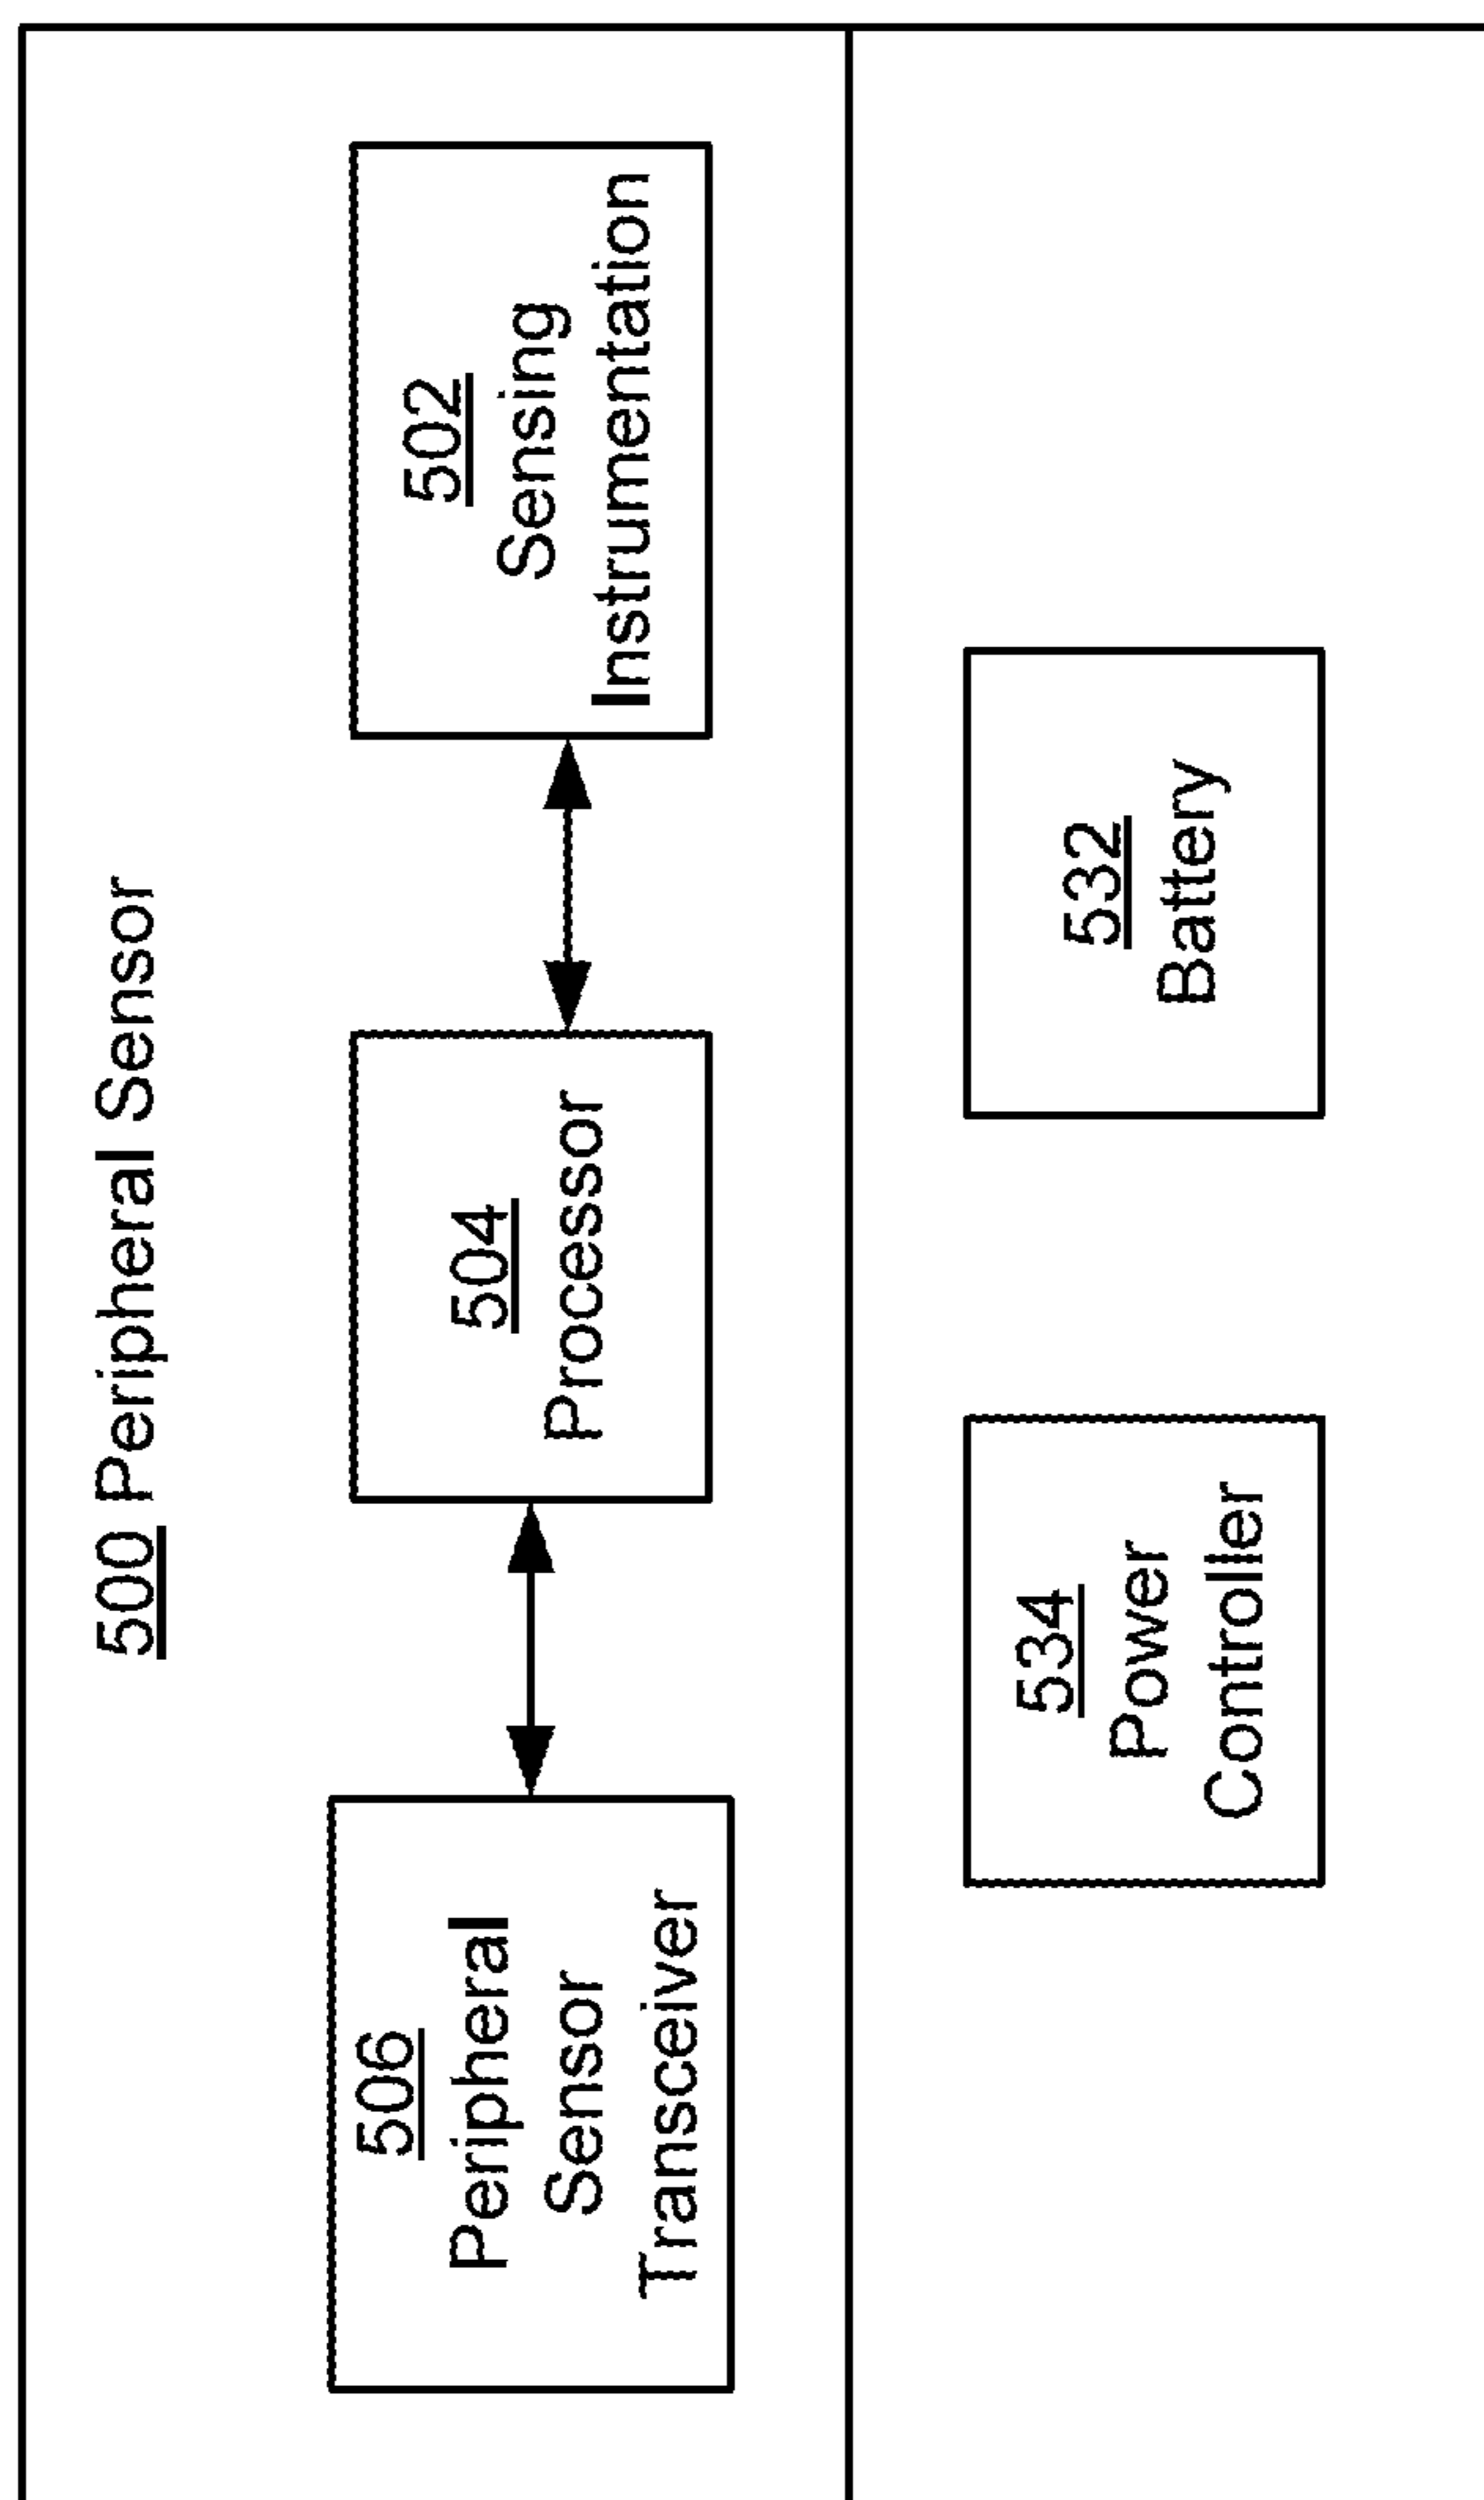 500 Peripheral Sensor
506
Peripheral
Sensor
Transceiver
504
Processor
502
Sensing
Instrumentation
534
Power
Controller
532
Battery